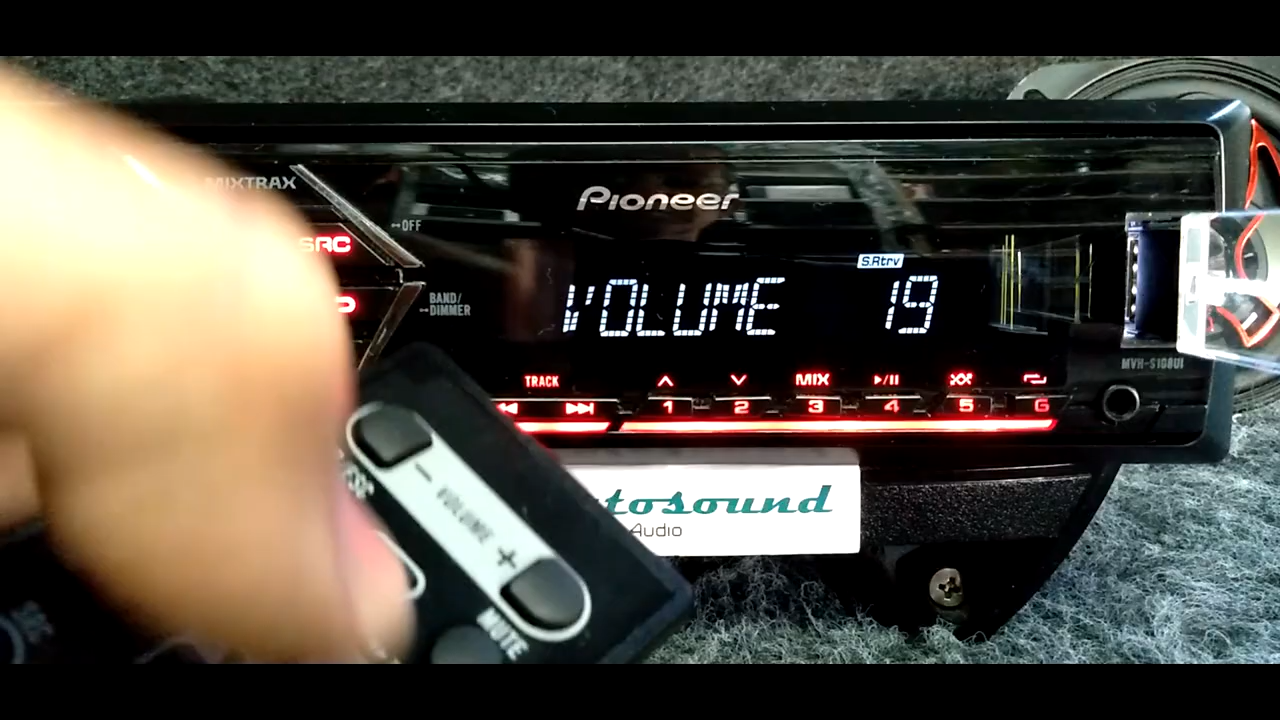 MIXTRAX
Pioneer
OFF
SRC
S.Rtrv
BAND/
DIMMER
VOLUME 19
MVH-S108UI
TRACK
MIX
1 2 3 4 5 6
tosound
Audio
− VOLUME +
MUTE